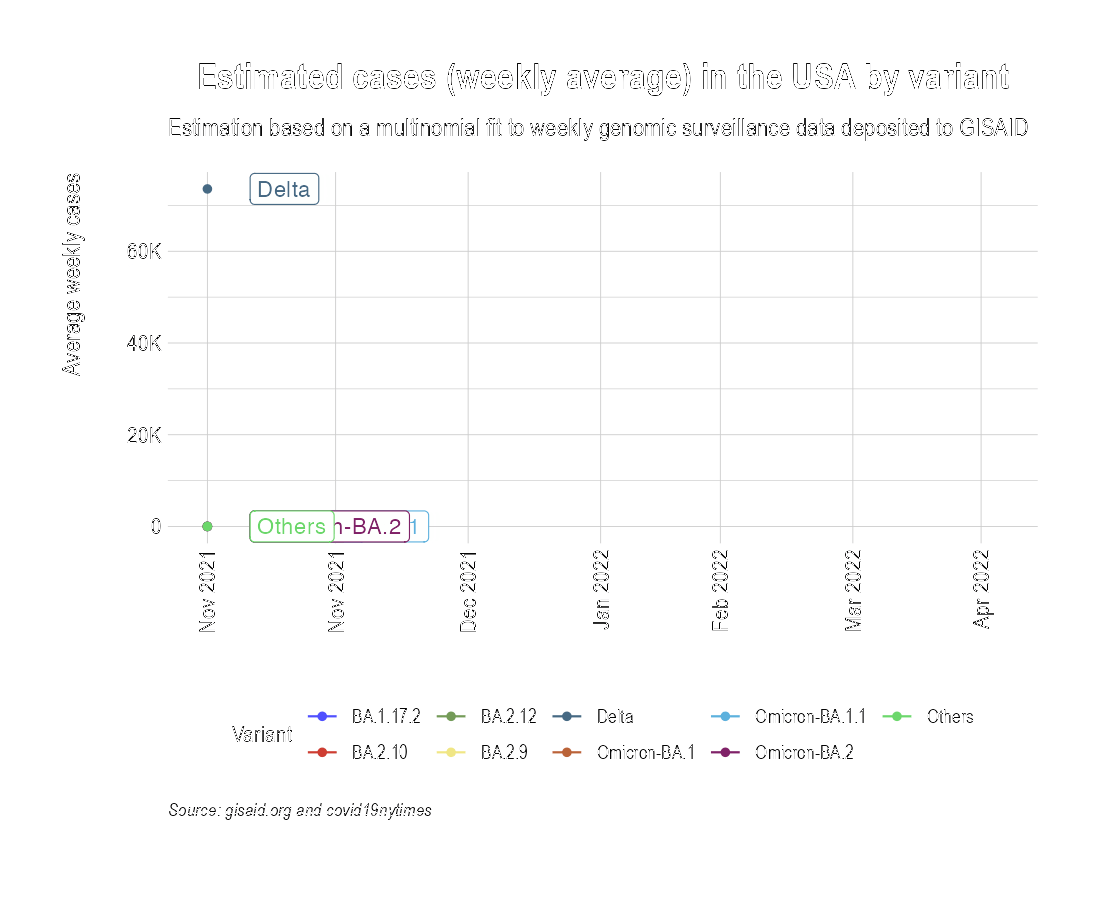 Estimated cases (weekly average) in the USA by variant
Estimation based on a multinomial fit to weekly genomic surveillance data deposited to GISAID
Average weekly cases
Delta
60K
40K
20K
0
Others n-BA.2 1
Nov 2021 Nov 2021 Dec 2021 Jan 2022 Feb 2022 Mar 2022 Apr 2022
Variant
BA.1.17.2 BA.2.12 Delta Omicron-BA.1.1 Others
BA.2.10 BA.2.9 Omicron-BA.1 Omicron-BA.2
Source: gisaid.org and covid19nytimes